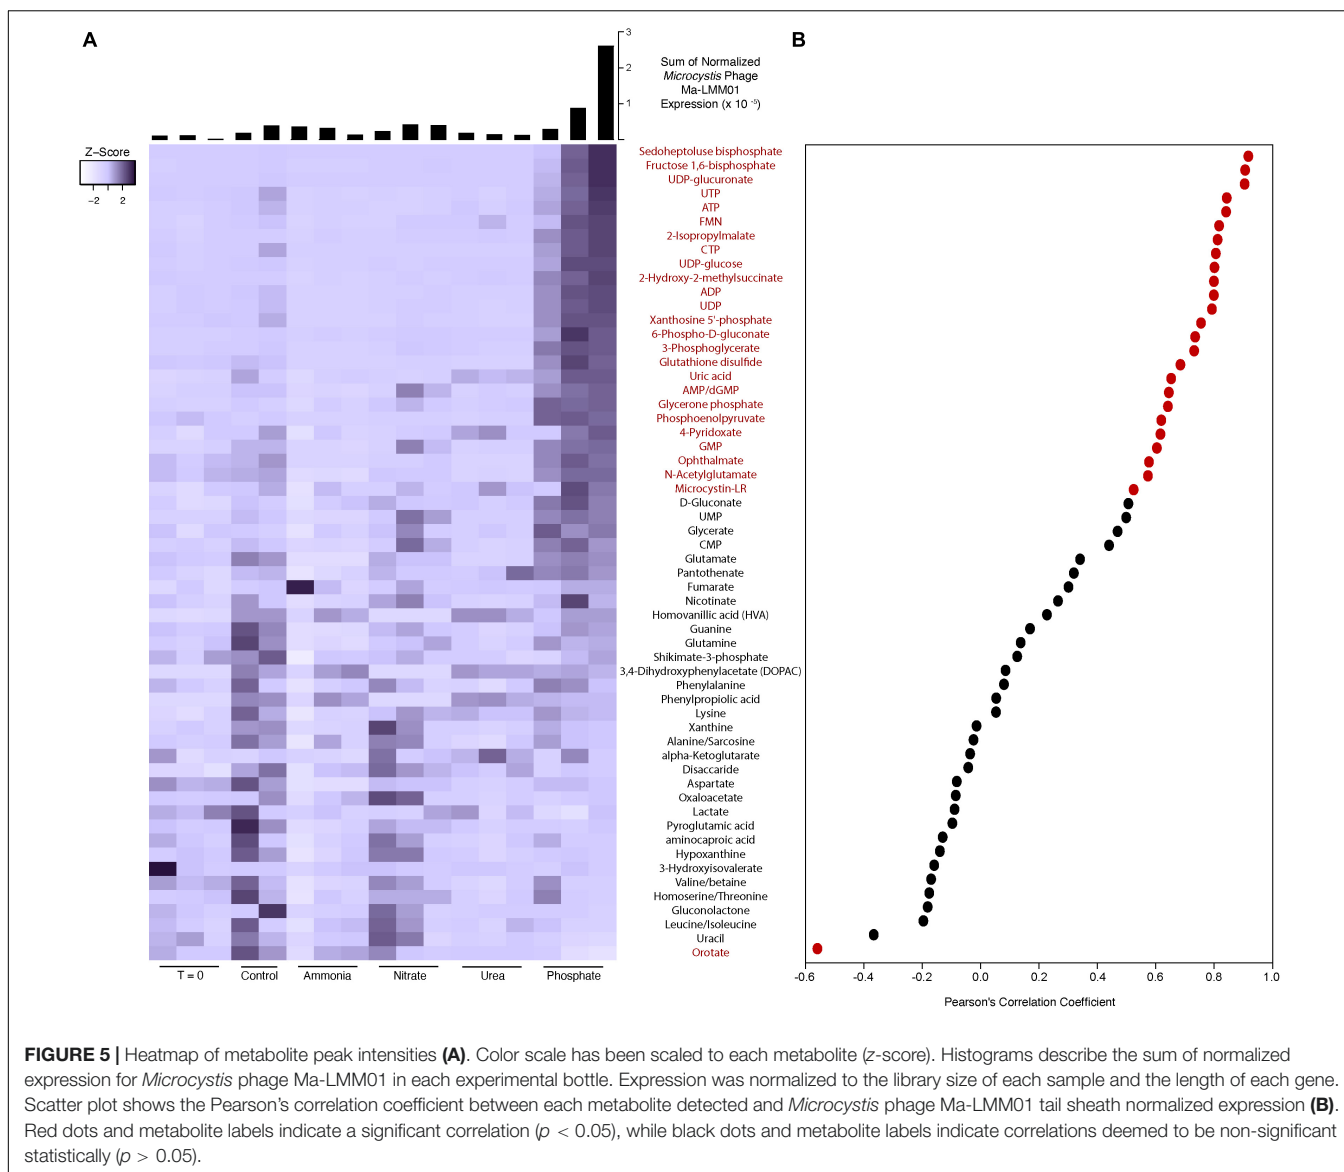 A
B
3
2
1
Sum of Normalized
Microcystis Phage
Ma-LMM01
Expression (x 10 -5)
Z-Score
-2 2
Sedoheptoluse bisphosphate
Fructose 1,6-bisphosphate
UDP-glucuronate
UTP
ATP
FMN
2-Isopropylmalate
CTP
UDP-glucose
2-Hydroxy-2-methylsuccinate
ADP
UDP
Xanthosine 5'-phosphate
6-Phospho-D-gluconate
3-Phosphoglycerate
Glutathione disulfide
Uric acid
AMP/dGMP
Glycerone phosphate
Phosphoenolpyruvate
4-Pyridoxate
GMP
Ophthalmate
N-Acetylglutamate
Microcystin-LR
D-Gluconate
UMP
Glycerate
CMP
Glutamate
Pantothenate
Fumarate
Nicotinate
Homovanillic acid (HVA)
Guanine
Glutamine
Shikimate-3-phosphate
3,4-Dihydroxyphenylacetate (DOPAC)
Phenylalanine
Phenylpropiolic acid
Lysine
Xanthine
Alanine/Sarcosine
alpha-Ketoglutarate
Disaccaride
Aspartate
Oxaloacetate
Lactate
Pyroglutamic acid
aminocaproic acid
Hypoxanthine
3-Hydroxyisovalerate
Valine/betaine
Homoserine/Threonine
Gluconolactone
Leucine/Isoleucine
Uracil
Orotate
T = 0 Control Ammonia Nitrate Urea Phosphate
-0.6 -0.4 -0.2 0.0 0.2 0.4 0.6 0.8 1.0
Pearson's Correlation Coefficient
FIGURE 5 | Heatmap of metabolite peak intensities (A). Color scale has been scaled to each metabolite (z-score). Histograms describe the sum of normalized
expression for Microcystis phage Ma-LMM01 in each experimental bottle. Expression was normalized to the library size of each sample and the length of each gene.
Scatter plot shows the Pearson's correlation coefficient between each metabolite detected and Microcystis phage Ma-LMM01 tail sheath normalized expression (B).
Red dots and metabolite labels indicate a significant correlation (p < 0.05), while black dots and metabolite labels indicate correlations deemed to be non-significant
statistically (p > 0.05).